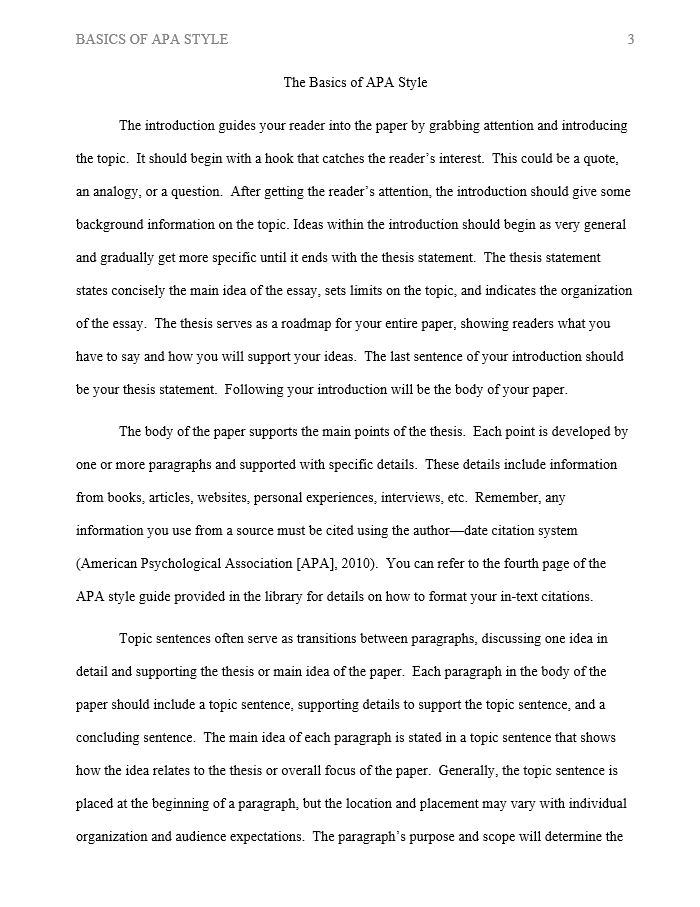 BASICS OF APA STYLE 3
The Basics of APA Style
The introduction guides your reader into the paper by grabbing attention and introducing
the topic.  It should begin with a hook that catches the reader’s interest.  This could be a quote,
an analogy, or a question.  After getting the reader’s attention, the introduction should give some
background information on the topic. Ideas within the introduction should begin as very general
and gradually get more specific until it ends with the thesis statement.  The thesis statement
states concisely the main idea of the essay, sets limits on the topic, and indicates the organization
of the essay.  The thesis serves as a roadmap for your entire paper, showing readers what you
have to say and how you will support your ideas.  The last sentence of your introduction should
be your thesis statement.  Following your introduction will be the body of your paper.
The body of the paper supports the main points of the thesis.  Each point is developed by
one or more paragraphs and supported with specific details.  These details include information
from books, articles, websites, personal experiences, interviews, etc.  Remember, any
information you use from a source must be cited using the author—date citation system
(American Psychological Association [APA], 2010).  You can refer to the fourth page of the
APA style guide provided in the library for details on how to format your in-text citations.
Topic sentences often serve as transitions between paragraphs, discussing one idea in
detail and supporting the thesis or main idea of the paper.  Each paragraph in the body of the
paper should include a topic sentence, supporting details to support the topic sentence, and a
concluding sentence.  The main idea of each paragraph is stated in a topic sentence that shows
how the idea relates to the thesis or overall focus of the paper.  Generally, the topic sentence is
placed at the beginning of a paragraph, but the location and placement may vary with individual
organization and audience expectations.  The paragraph’s purpose and scope will determine the